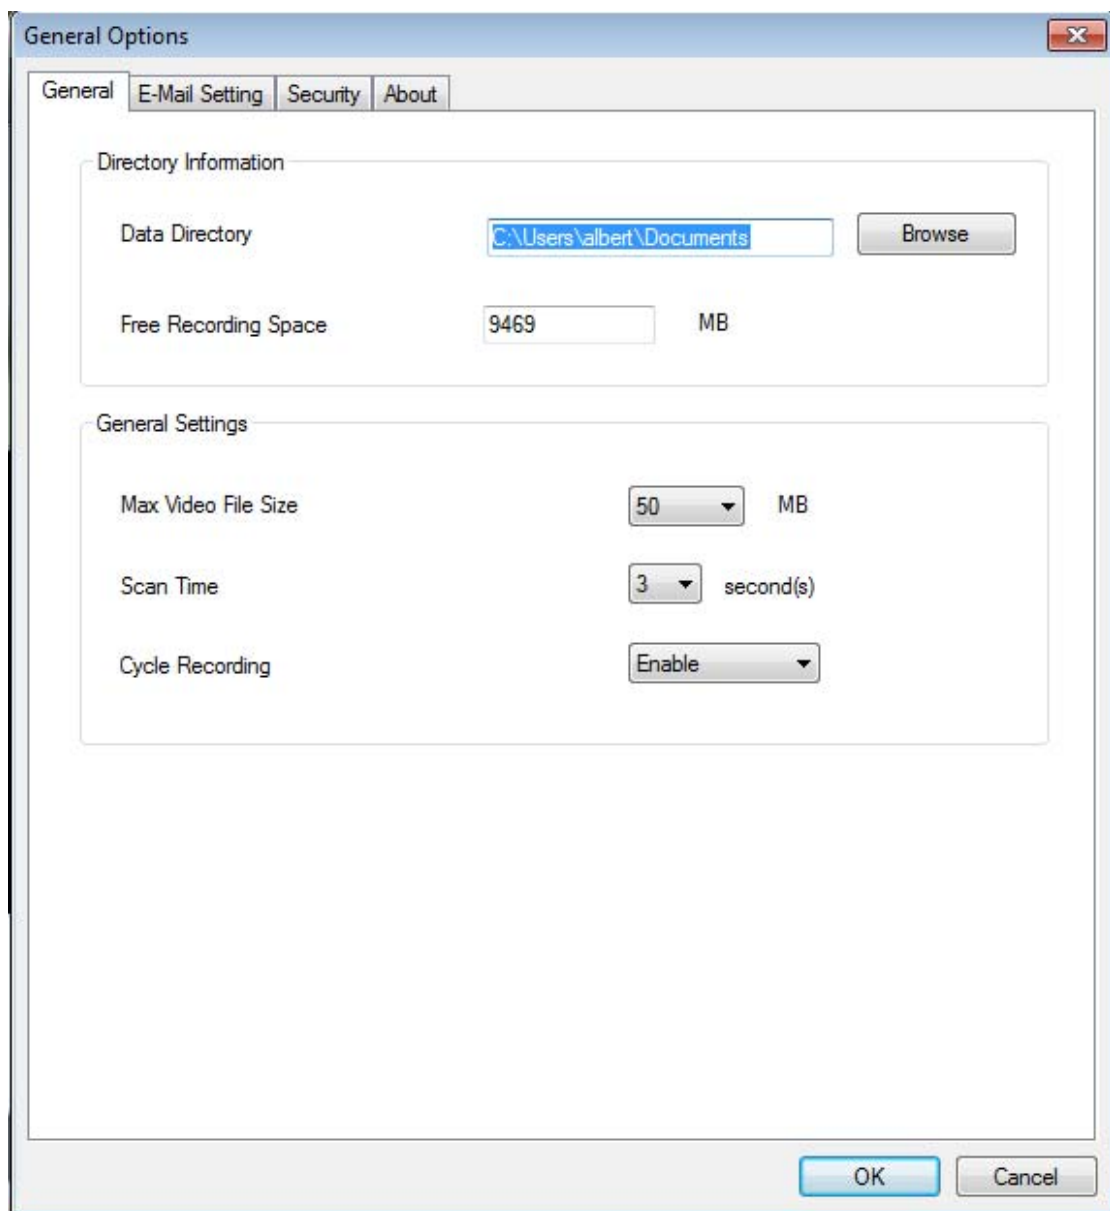 General Options
General E-Mail Setting Security About
Directory Information
Data Directory C:\Users\albert\Documents Browse
Free Recording Space 9469 MB
General Settings
Max Video File Size 50 MB
Scan Time 3 second(s)
Cycle Recording Enable
OK Cancel